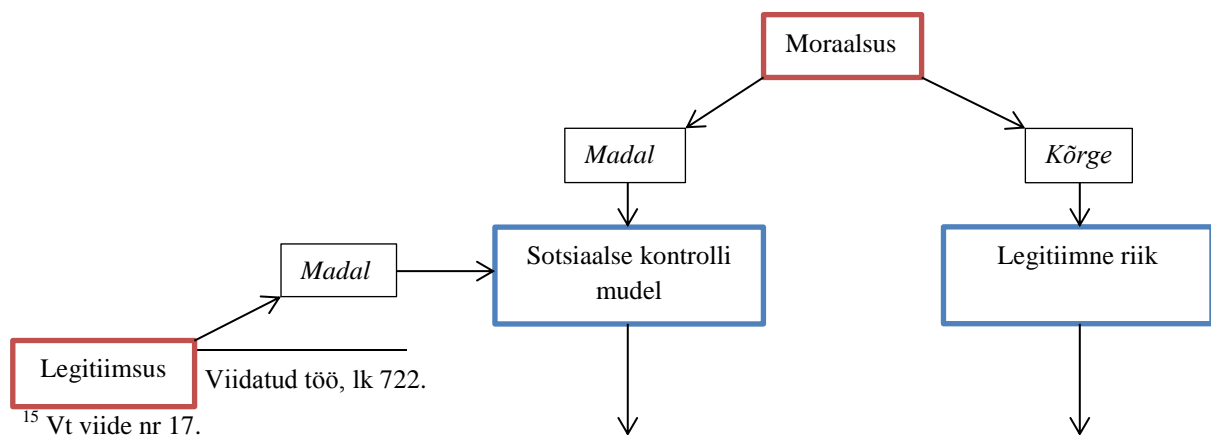 Moraalsus
Madal
Kõrge
Sotsiaalse kontrolli
mudel
Legitiimne riik
Madal
Legitiimsus
Viidatud töö, lk 722.
15 Vt viide nr 17.